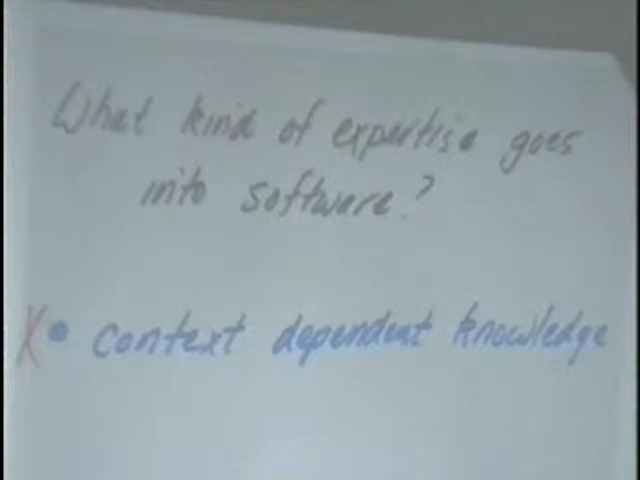 What kind of expertise goes
into software?
X • context dependent knowledge